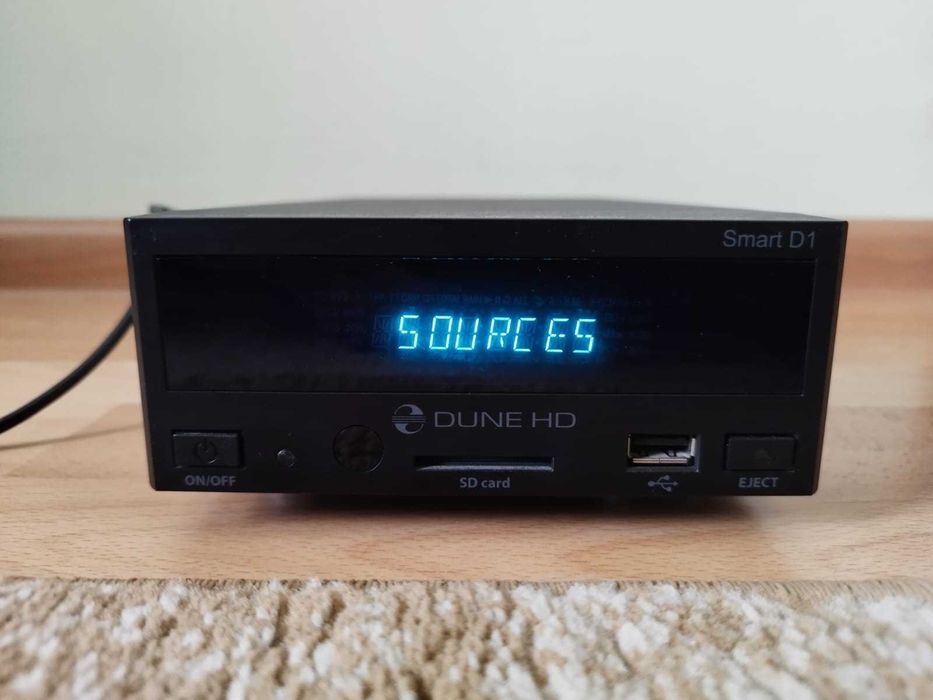 Smart D1
SOURCES
DUNE HD
ON/OFF
SD card
EJECT